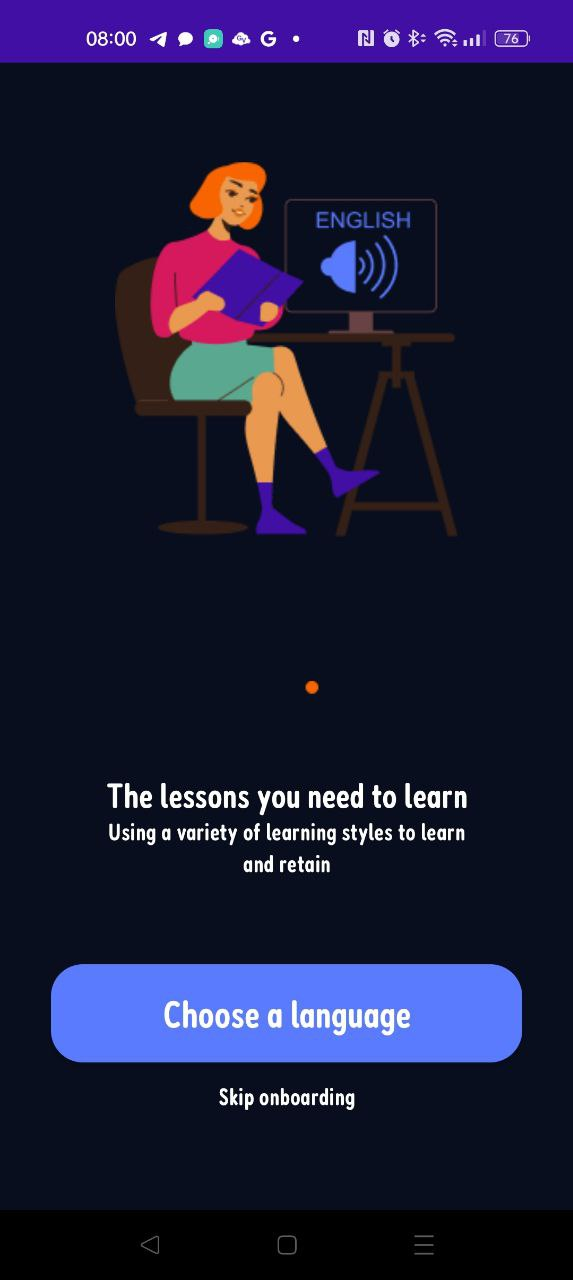 08:00
76
ENGLISH
The lessons you need to learn
Using a variety of learning styles to learn
and retain
Choose a language
Skip onboarding